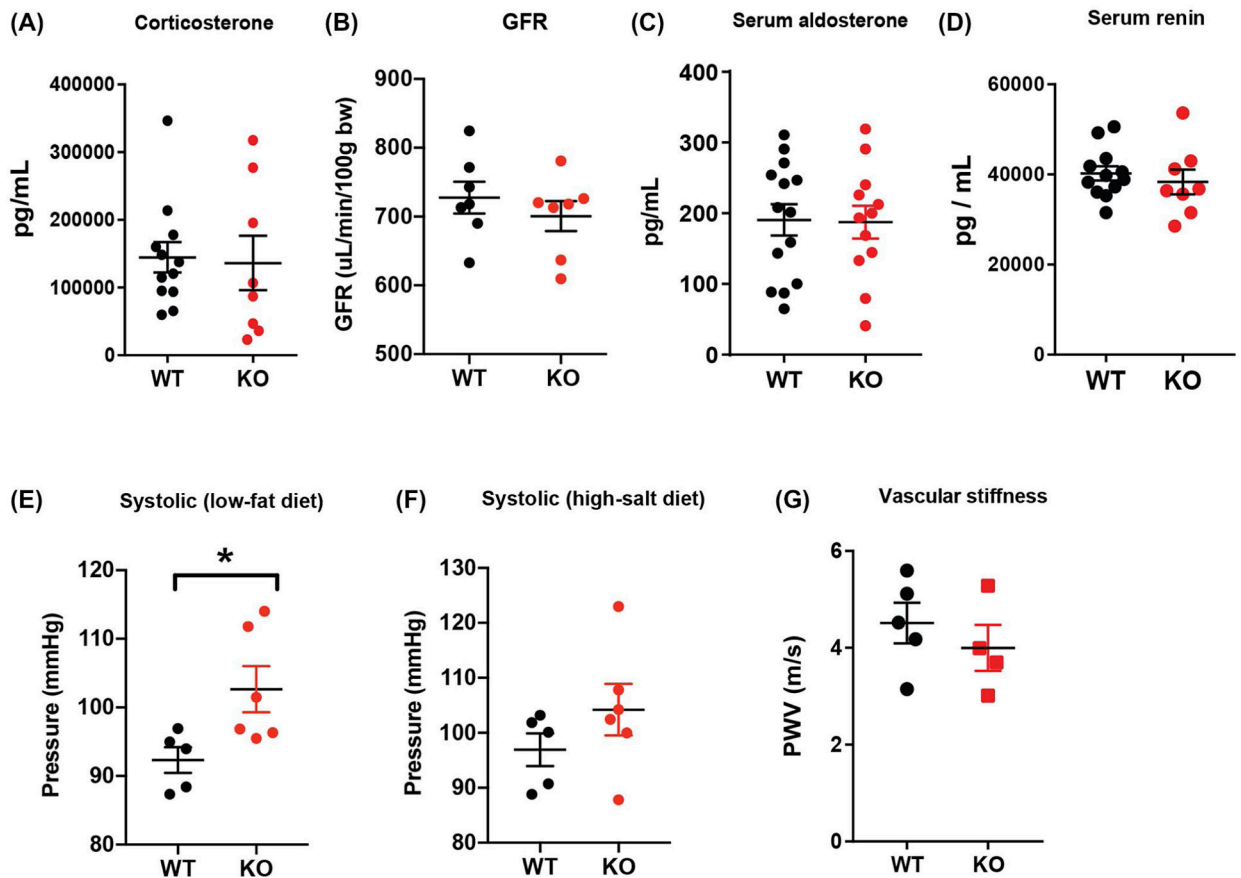 (A) Corticosterone
pg/mL
400000
300000
200000
100000
0
WT KO
(B) GFR
GFR (uL/min/100g bw)
900
800
700
600
500
WT KO
(C) Serum aldosterone
pg/mL
400
300
200
100
0
WT KO
(D) Serum renin
pg / mL
60000
40000
20000
0
WT KO
(E) Systolic (low-fat diet)
*
Pressure (mmHg)
120
110
100
90
80
WT KO
(F) Systolic (high-salt diet)
Pressure (mmHg)
130
120
110
100
90
80
WT KO
(G) Vascular stiffness
PWV (m/s)
6
4
2
0
WT KO